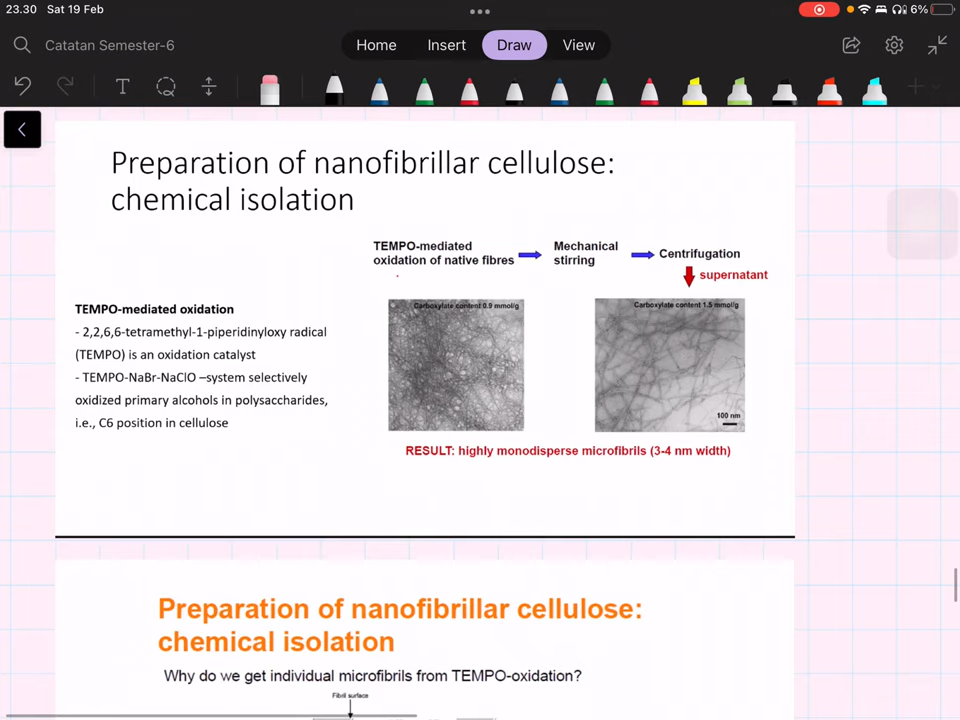 23.30 Sat 19 Feb
6%
Catatan Semester-6
Home Insert Draw View
T
Preparation of nanofibrillar cellulose:
chemical isolation
TEMPO-mediated
oxidation of native fibres
Mechanical
stirring
Centrifugation
supernatant
TEMPO-mediated oxidation
- 2,2,6,6-tetramethyl-1-piperidinyloxy radical
(TEMPO) is an oxidation catalyst
- TEMPO-NaBr-NaClO –system selectively
oxidized primary alcohols in polysaccharides,
i.e., C6 position in cellulose
Carboxylate content 0.9 mmol/g
Carboxylate content 1.5 mmol/g
100 nm
RESULT: highly monodisperse microfibrils (3-4 nm width)
Preparation of nanofibrillar cellulose:
chemical isolation
Why do we get individual microfibrils from TEMPO-oxidation?
Fibril surface